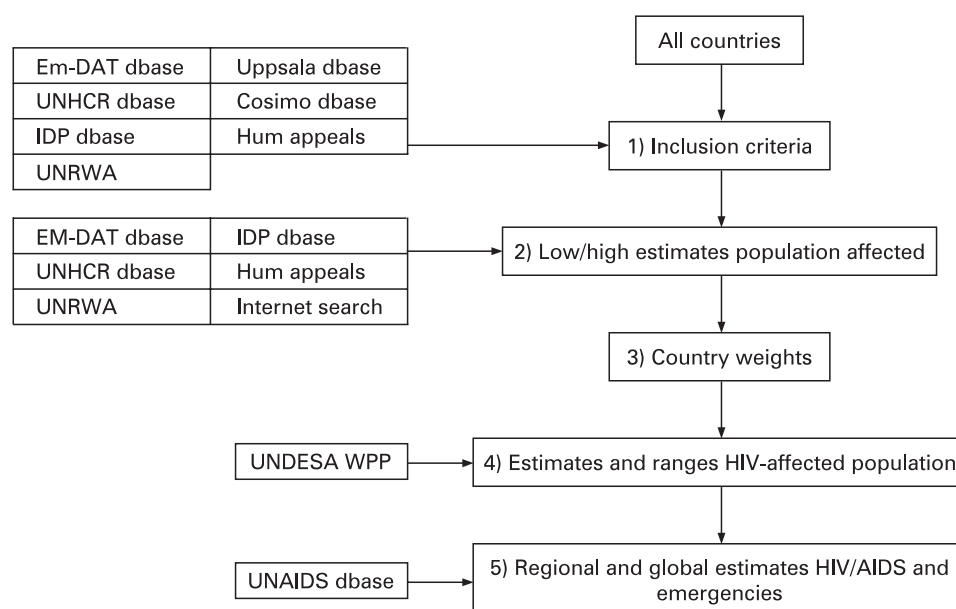 All countries
Em-DAT dbase Uppsala dbase
UNHCR dbase Cosimo dbase
IDP dbase Hum appeals
UNRWA
1) Inclusion criteria
EM-DAT dbase IDP dbase
UNHCR dbase Hum appeals
UNRWA Internet search
2) Low/high estimates population affected
3) Country weights
UNDESA WPP
4) Estimates and ranges HIV-affected population
UNAIDS dbase
5) Regional and global estimates HIV/AIDS and
emergencies